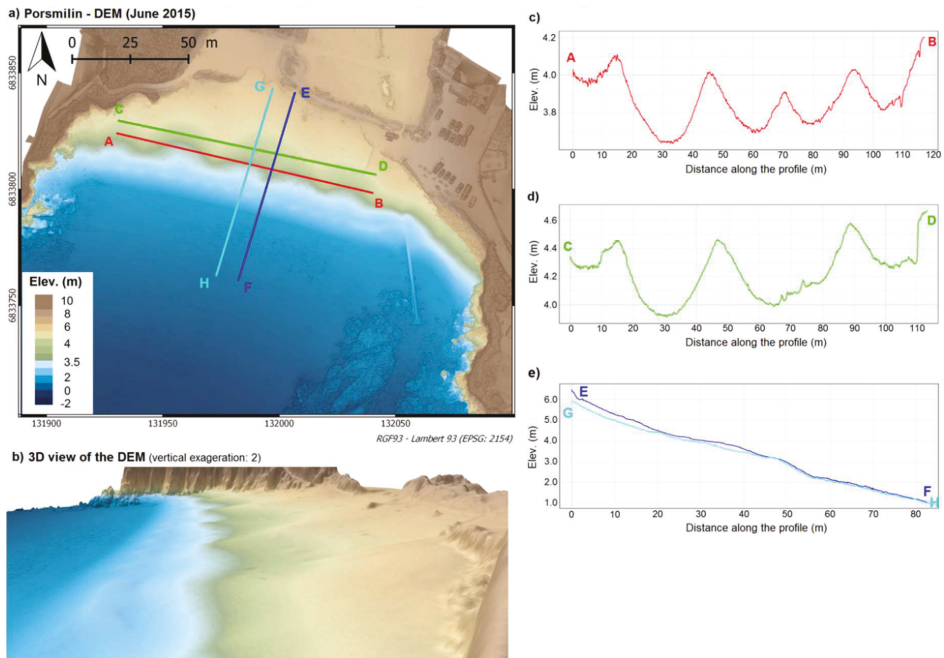 a) Porsmilin - DEM (June 2015)
0 25 50 m
N
G
E
C
A
D
B
H
F
6833850
6833800
6833750
Elev. (m)
10
8
6
4
3.5
2
0
-2
131900 131950 132000 132050
RGF93 - Lambert 93 (EPSG: 2154)
b) 3D view of the DEM (vertical exageration: 2)
c)
A
B
4.2
4.0
3.8
Elev. (m)
0 10 20 30 40 50 60 70 80 90 100 110 120
Distance along the profile (m)
d)
C
D
4.6
4.4
4.2
4.0
Elev. (m)
0 10 20 30 40 50 60 70 80 90 100 110
Distance along the profile (m)
e)
E
G
F
H
6.0
5.0
4.0
3.0
2.0
1.0
Elev. (m)
0 10 20 30 40 50 60 70 80
Distance along the profile (m)